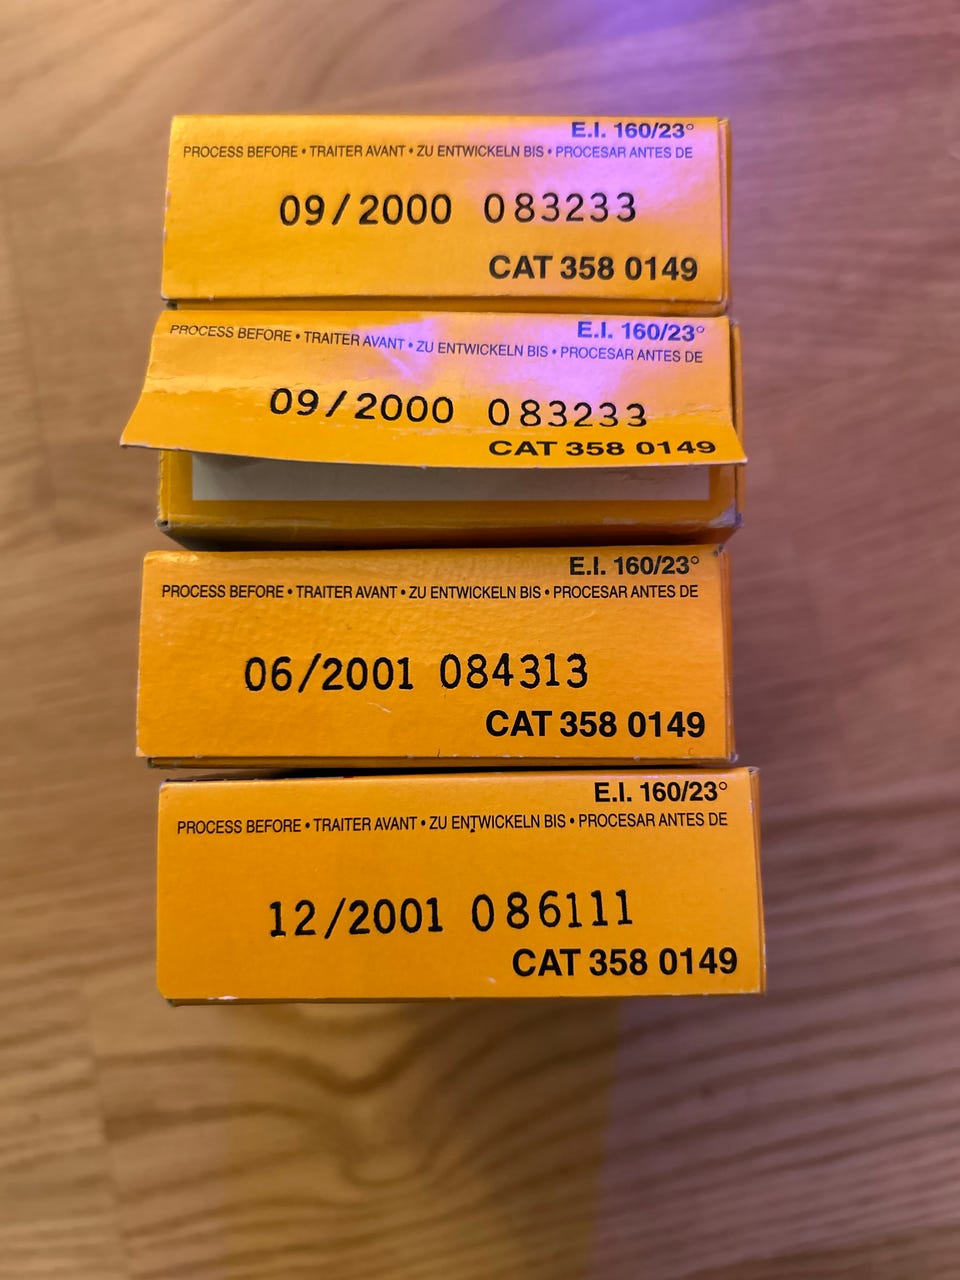 E.I. 160/23°
PROCESS BEFORE • TRAITER AVANT • ZU ENTWICKELN BIS • PROCESAR ANTES DE
09/2000 083233
CAT 358 0149
E.I. 160/23°
PROCESS BEFORE • TRAITER AVANT • ZU ENTWICKELN BIS • PROCESAR ANTES DE
09/2000 083233
CAT 358 0149
E.I. 160/23°
PROCESS BEFORE • TRAITER AVANT • ZU ENTWICKELN BIS • PROCESAR ANTES DE
06/2001 084313
CAT 358 0149
E.I. 160/23°
PROCESS BEFORE • TRAITER AVANT • ZU ENTWICKELN BIS • PROCESAR ANTES DE
12/2001 086111
CAT 358 0149